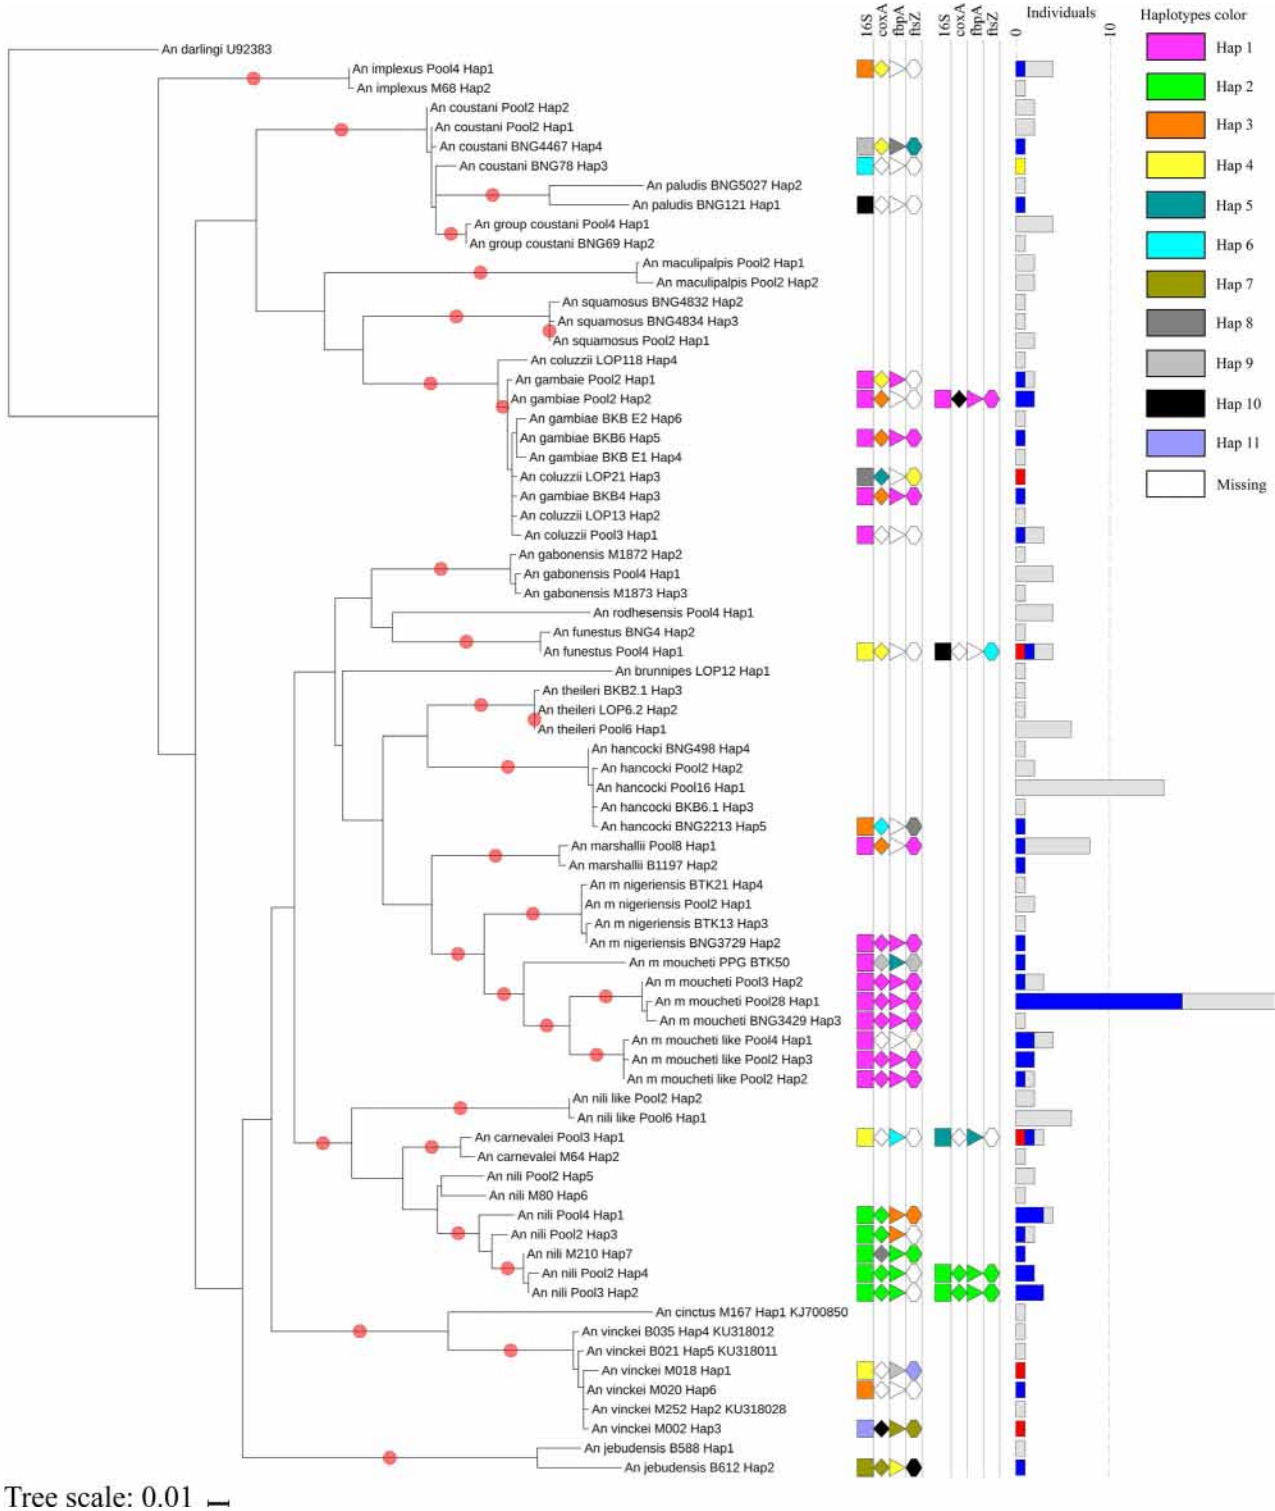 16S coxA fbpA ftsZ 16S coxA fbpA ftsZ
Individuals
0 10
Haplotypes color
Hap 1
Hap 2
Hap 3
Hap 4
Hap 5
Hap 6
Hap 7
Hap 8
Hap 9
Hap 10
Hap 11
Missing
An darlingi U92383
An implexus Pool4 Hap1
An implexus M68 Hap2
An coustani Pool2 Hap2
An coustani Pool2 Hap1
An coustani BNG4467 Hap4
An coustani BNG78 Hap3
An paludis BNG5027 Hap2
An paludis BNG121 Hap1
An group coustani Pool4 Hap1
An group coustani BNG69 Hap2
An maculipalpis Pool2 Hap1
An maculipalpis Pool2 Hap2
An squamosus BNG4832 Hap2
An squamosus BNG4834 Hap3
An squamosus Pool2 Hap1
An coluzzii LOP118 Hap4
An gambaie Pool2 Hap1
An gambiae Pool2 Hap2
An gambiae BKB E2 Hap6
An gambiae BKB6 Hap5
An gambiae BKB E1 Hap4
An coluzzii LOP21 Hap3
An gambiae BKB4 Hap3
An coluzzii LOP13 Hap2
An coluzzii Pool3 Hap1
An gabonensis M1872 Hap2
An gabonensis Pool4 Hap1
An gabonensis M1873 Hap3
An rodhesensis Pool4 Hap1
An funestus BNG4 Hap2
An funestus Pool4 Hap1
An brunnipes LOP12 Hap1
An theileri BKB2.1 Hap3
An theileri LOP6.2 Hap2
An theileri Pool6 Hap1
An hancocki BNG498 Hap4
An hancocki Pool2 Hap2
An hancocki Pool16 Hap1
An hancocki BKB6.1 Hap3
An hancocki BNG2213 Hap5
An marshallii Pool8 Hap1
An marshallii B1197 Hap2
An m nigeriensis BTK21 Hap4
An m nigeriensis Pool2 Hap1
An m nigeriensis BTK13 Hap3
An m nigeriensis BNG3729 Hap2
An m moucheti PPG BTK50
An m moucheti Pool3 Hap2
An m moucheti Pool28 Hap1
An m moucheti BNG3429 Hap3
An m moucheti like Pool4 Hap1
An m moucheti like Pool2 Hap3
An m moucheti like Pool2 Hap2
An nili like Pool2 Hap2
An nili like Pool6 Hap1
An carnevalei Pool3 Hap1
An carnevalei M64 Hap2
An nili Pool2 Hap5
An nili M80 Hap6
An nili Pool4 Hap1
An nili Pool2 Hap3
An nili M210 Hap7
An nili Pool2 Hap4
An nili Pool3 Hap2
An cinctus M167 Hap1 KJ700850
An vinckei B035 Hap4 KU318012
An vinckei B021 Hap5 KU318011
An vinckei M018 Hap1
An vinckei M020 Hap6
An vinckei M252 Hap2 KU318028
An vinckei M002 Hap3
An jebudensis B588 Hap1
An jebudensis B612 Hap2
Tree scale: 0.01